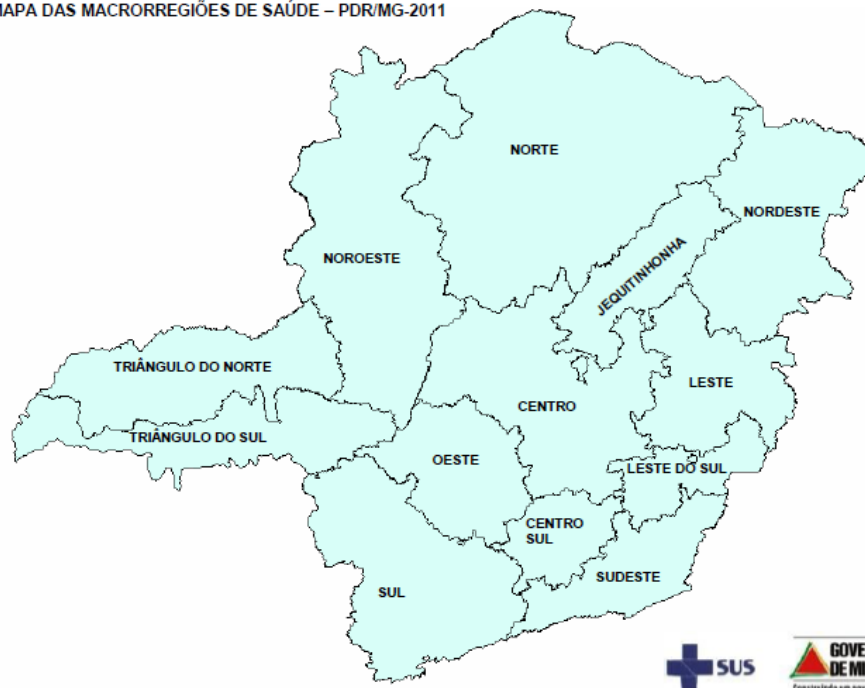 MAPA DAS MACRORREGIÕES DE SAÚDE – PDR/MG-2011
NORTE
NORDESTE
NOROESTE
JEQUITINHONHA
TRIÂNGULO DO NORTE
LESTE
CENTRO
TRIÂNGULO DO SUL
OESTE
LESTE DO SUL
CENTRO
SUL
SUDESTE
SUL
SUS